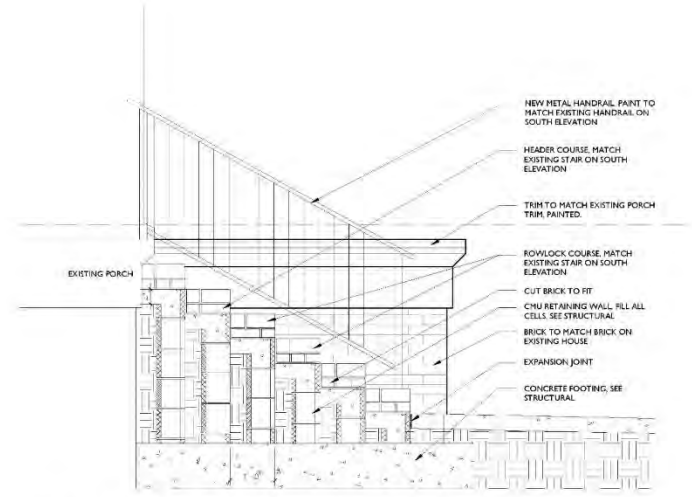 NEW METAL HANDRAIL. PAINT TO
MATCH EXISTING HANDRAIL ON
SOUTH ELEVATION
HEADER COURSE, MATCH
EXISTING STAIR ON SOUTH
ELEVATION
TRIM TO MATCH EXISTING PORCH
TRIM, PAINTED.
EXISTING PORCH
ROWLOCK COURSE, MATCH
EXISTING STAIR ON SOUTH
ELEVATION
CUT BRICK TO FIT
CMU RETAINING WALL, FILL ALL
CELLS, SEE STRUCTURAL
BRICK TO MATCH BRICK ON
EXISTING HOUSE
EXPANSION JOINT
CONCRETE FOOTING, SEE
STRUCTURAL